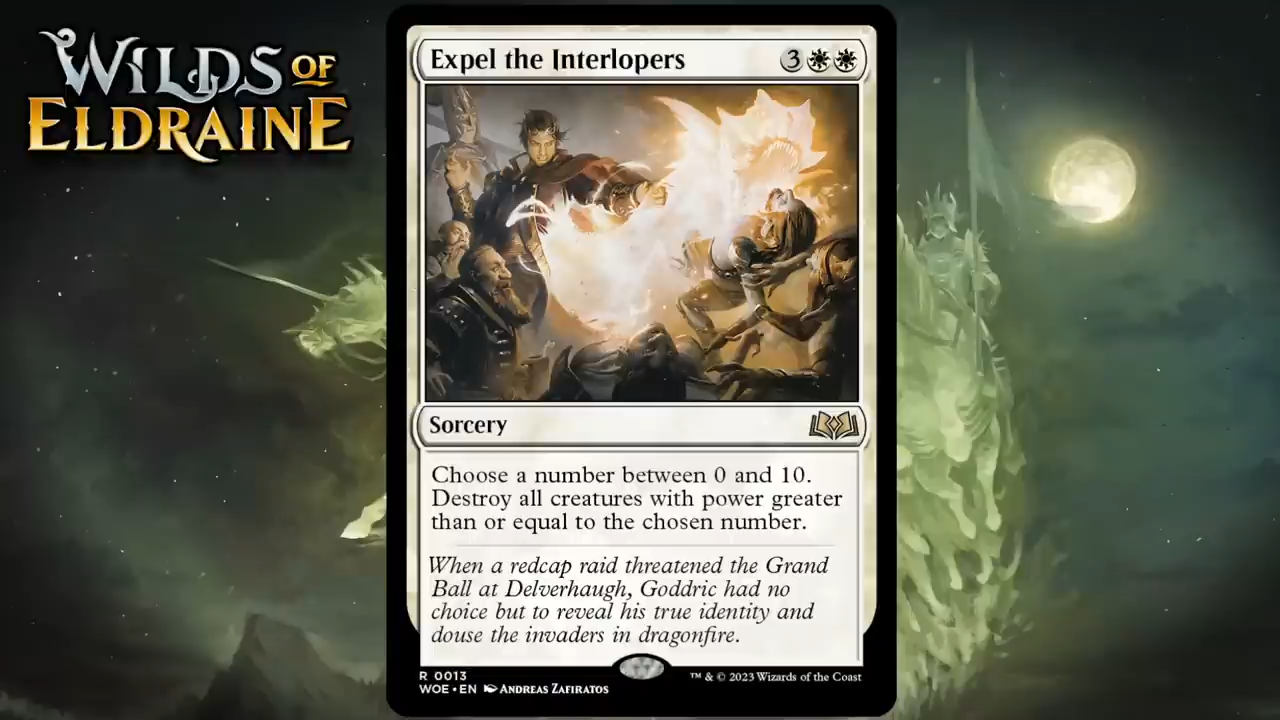 WILDS OF
ELDRAINE
Expel the Interlopers 3
Sorcery
Choose a number between 0 and 10.
Destroy all creatures with power greater
than or equal to the chosen number.
When a redcap raid threatened the Grand
Ball at Delverhaugh, Goddric had no
choice but to reveal his true identity and
douse the invaders in dragonfire.
R 0013
WOE • EN ANDREAS ZAFIRATOS
™ & © 2023 Wizards of the Coast